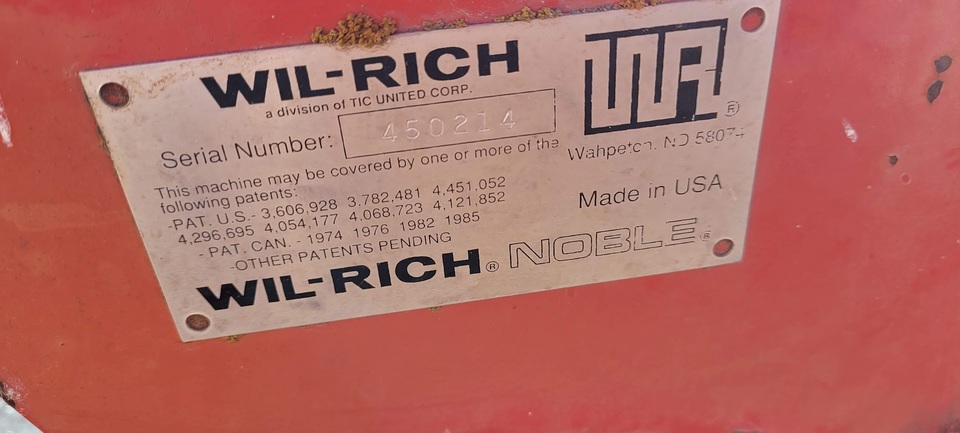 WIL-RICH
a division of TIC UNITED CORP.
Serial Number: 450214
This machine may be covered by one or more of the
following patents:
-PAT. U.S.- 3,606,928 3,782,481 4,451,052
4,296,695 4,054,177 4,068,723 4,121,852
- PAT. CAN. - 1974 1976 1982 1985
-OTHER PATENTS PENDING
WIL-RICH® NOBLE®
WR®
Wahpeton, ND 58074
Made in USA